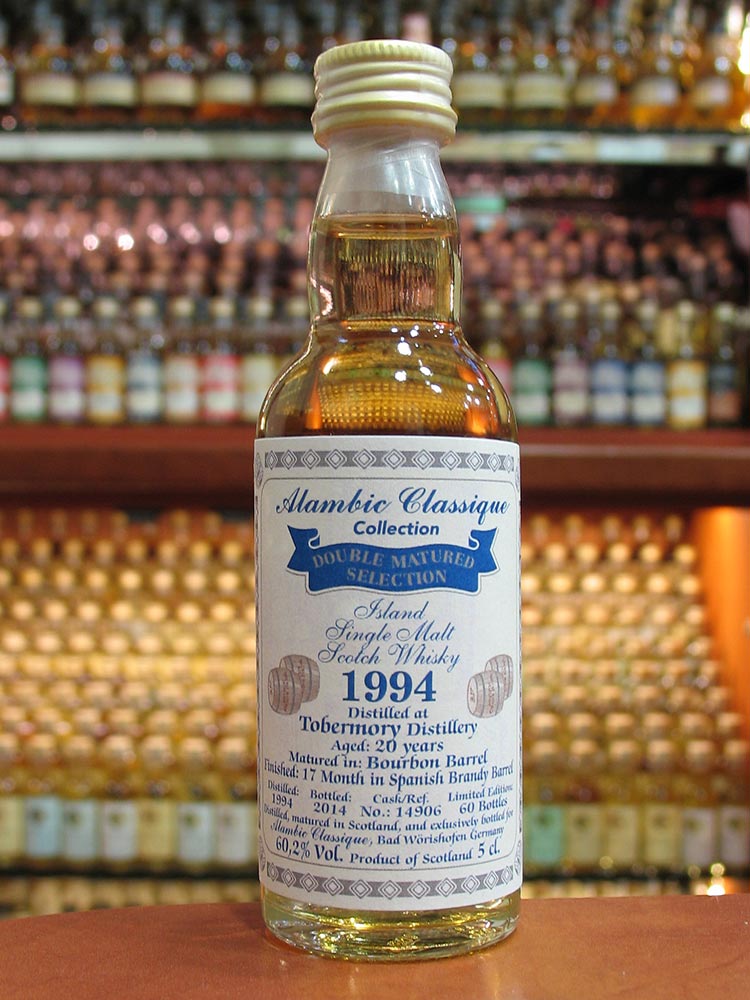 Alambic Classique
Collection
DOUBLE MATURED
SELECTION
Island
Single Malt
Scotch Whisky
1994
Distilled at
Tobermory Distillery
Aged: 20 years
Matured in: Bourbon Barrel
Finished: 17 Month in Spanish Brandy Barrel
Distilled: Bottled: Cask/Ref. Limited Edition:
1994 2014 No.: 14906 60 Bottles
Distilled, matured in Scotland, and exclusively bottled for
Alambic Classique, Bad Wörishofen Germany
60,2% Vol. Product of Scotland 5 cl.